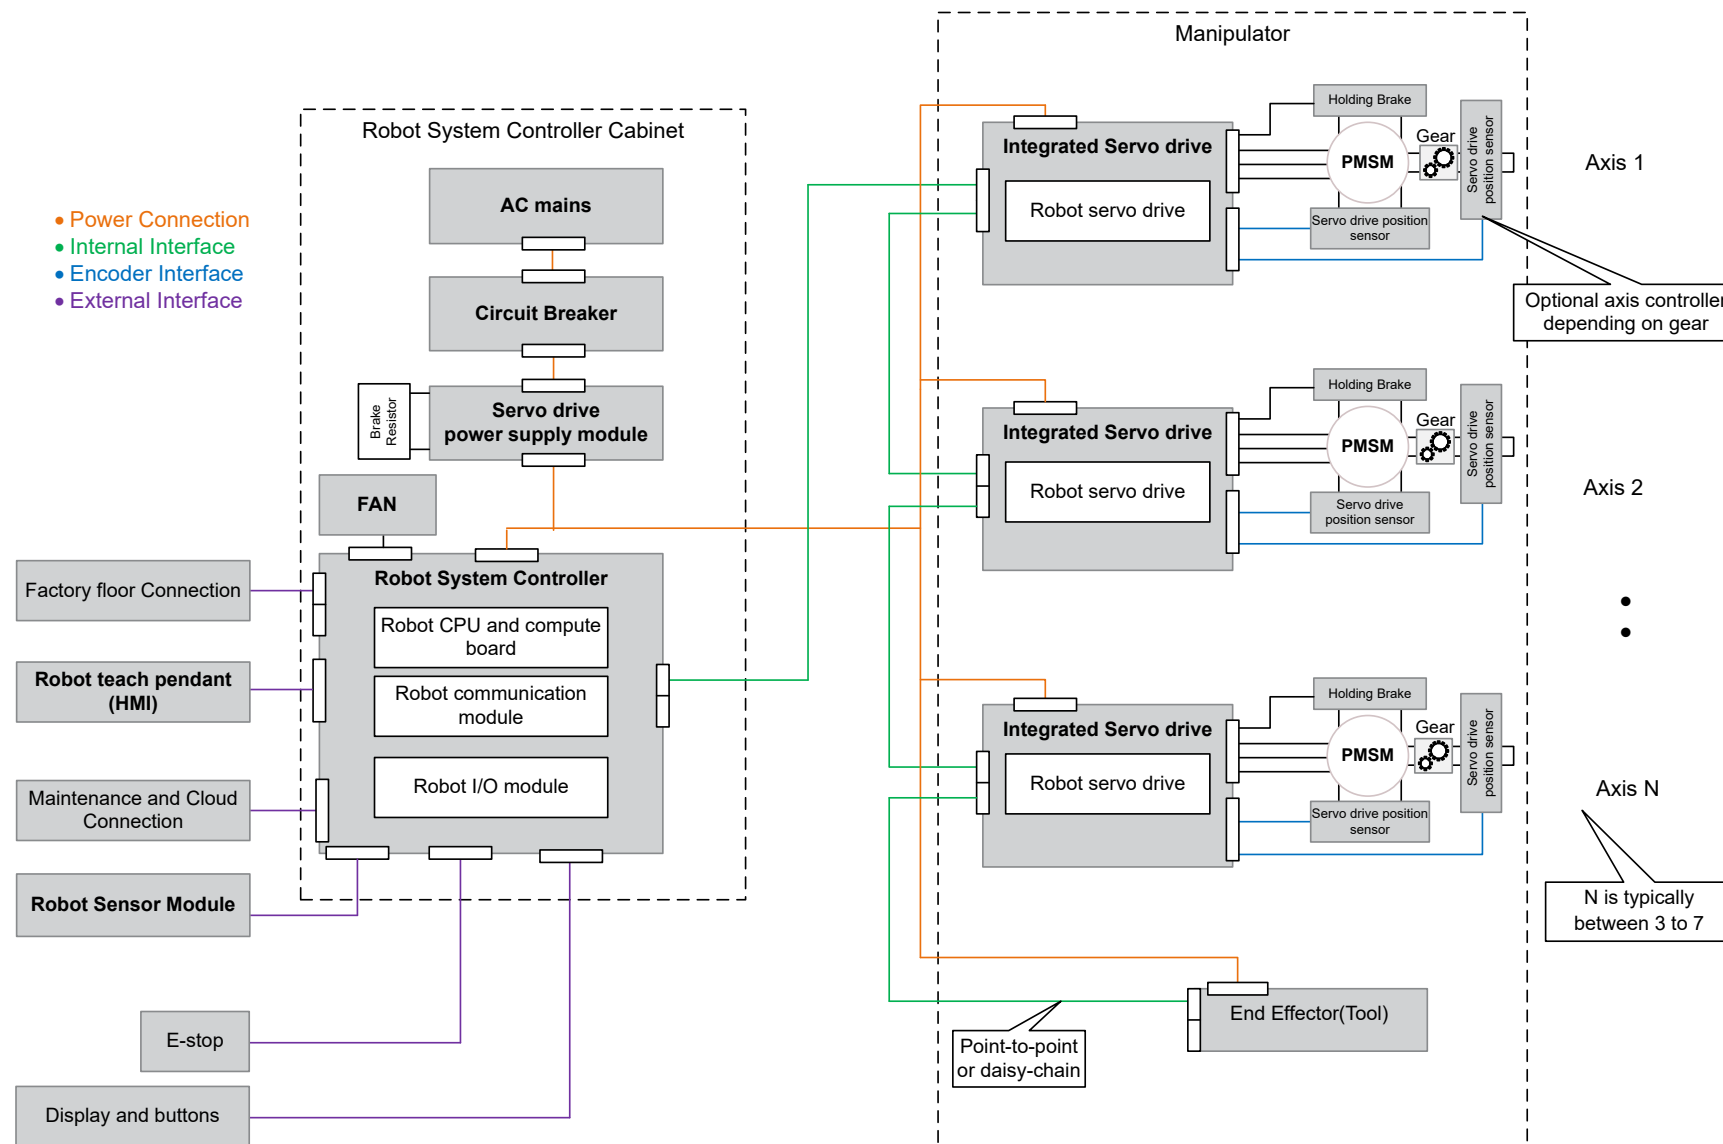 Manipulator
Robot System Controller Cabinet
• Power Connection
• Internal Interface
• Encoder Interface
• External Interface
AC mains
Circuit Breaker
Brake
Resistor
Servo drive
power supply module
FAN
Robot System Controller
Robot CPU and compute
board
Robot communication
module
Robot I/O module
Factory floor Connection
Robot teach pendant
(HMI)
Maintenance and Cloud
Connection
Robot Sensor Module
E-stop
Display and buttons
Integrated Servo drive
Robot servo drive
Holding Brake
PMSM
Gear
Servo drive
position sensor
Servo drive position
sensor
Axis 1
Optional axis controller
depending on gear
Integrated Servo drive
Robot servo drive
Holding Brake
PMSM
Gear
Servo drive
position sensor
Servo drive
position sensor
Axis 2
Integrated Servo drive
Robot servo drive
Holding Brake
PMSM
Gear
Servo drive
position sensor
Servo drive position
sensor
Axis N
N is typically
between 3 to 7
End Effector(Tool)
Point-to-point
or daisy-chain